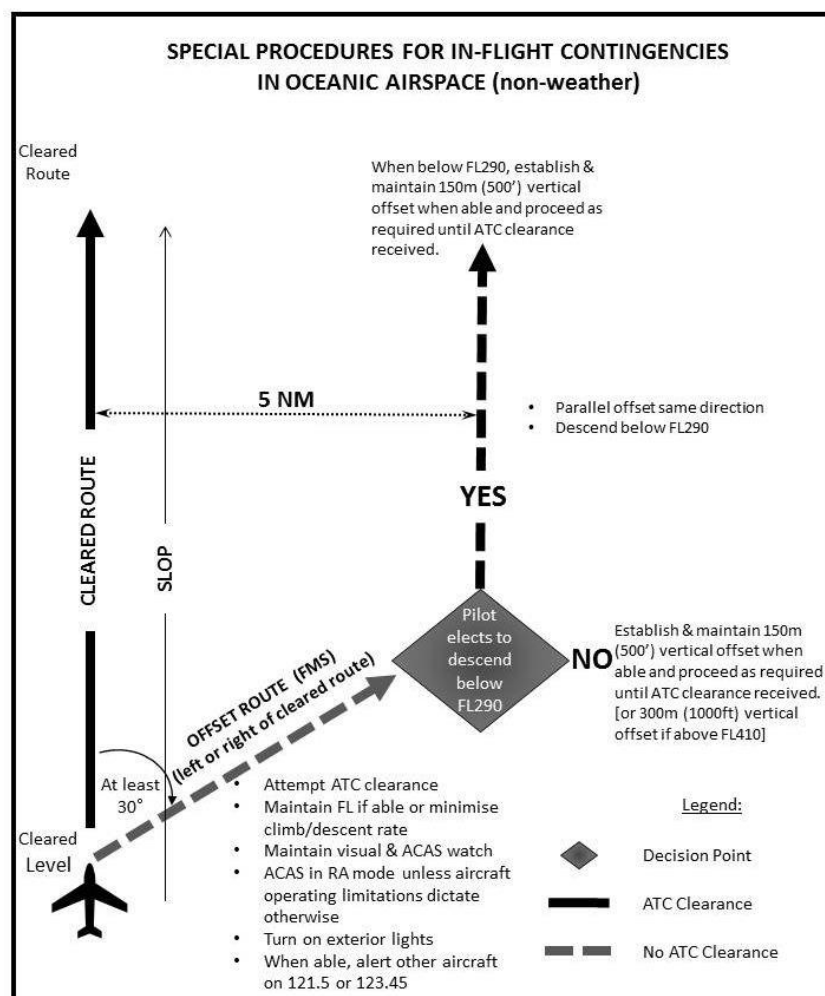 SPECIAL PROCEDURES FOR IN-FLIGHT CONTINGENCIES
IN OCEANIC AIRSPACE (non-weather)
Cleared
Route
When below FL290, establish &
maintain 150m (500') vertical
offset when able and proceed as
required until ATC clearance
received.
5 NM
• Parallel offset same direction
• Descend below FL290
CLEARED ROUTE
SLOP
YES
Pilot
elects to
descend
below
FL290
NO
Establish & maintain 150m
(500') vertical offset when
able and proceed as required
until ATC clearance received.
[or 300m (1000ft) vertical
offset if above FL410]
OFFSET ROUTE (FMS)
(left or right of cleared route)
At least
30°
Cleared
Level
• Attempt ATC clearance
• Maintain FL if able or minimise
climb/descent rate
• Maintain visual & ACAS watch
• ACAS in RA mode unless aircraft
operating limitations dictate
otherwise
• Turn on exterior lights
• When able, alert other aircraft
on 121.5 or 123.45
Legend:
Decision Point
ATC Clearance
No ATC Clearance